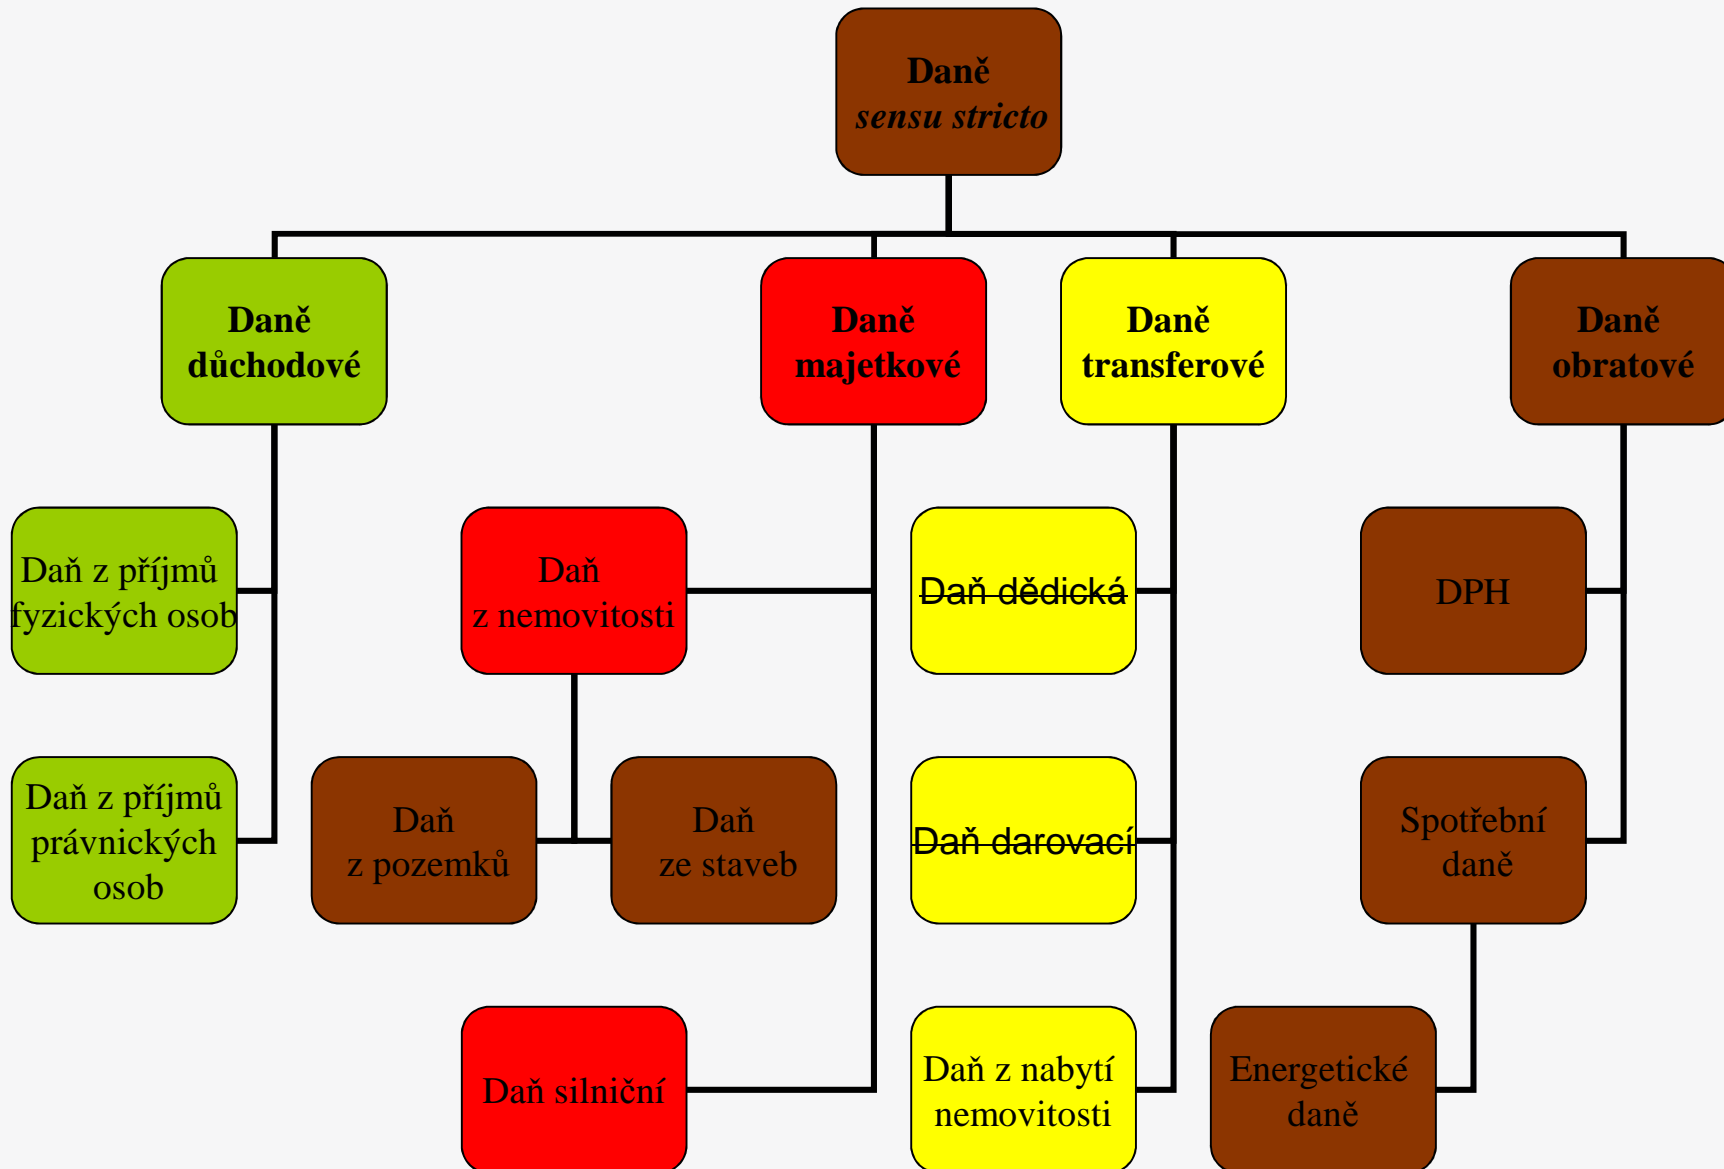 Daně
sensu stricto
Daně
důchodové
Daně
majetkové
Daně
transferové
Daně
obratové
Daň z příjmů
fyzických osob
Daň
z nemovitosti
Daň dědická
DPH
Daň z příjmů
právnických
osob
Daň
z pozemků
Daň
ze staveb
Daň darovací
Spotřební
daně
Daň silniční
Daň z nabytí
nemovitosti
Energetické
daně